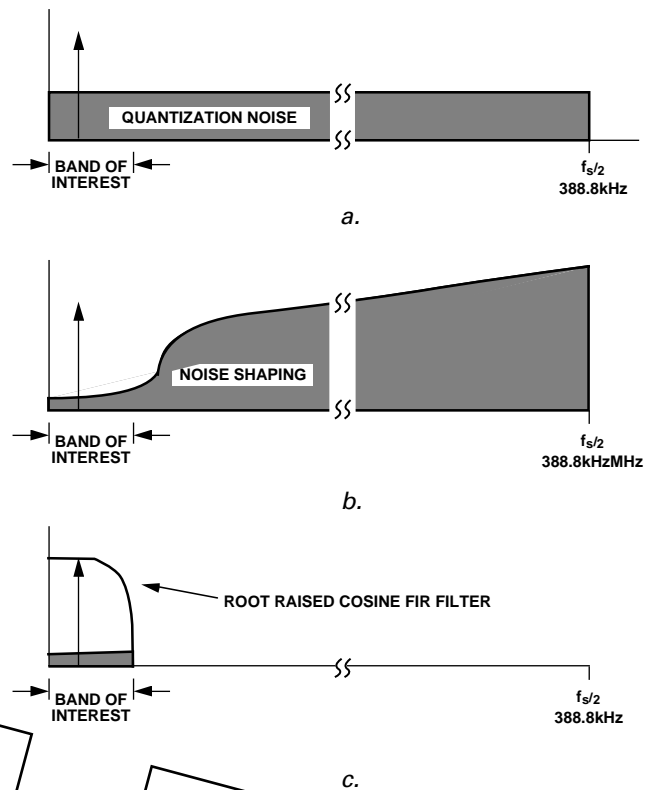 QUANTIZATION NOISE
BAND OF
INTEREST
fs/2
388.8kHz
a.
NOISE SHAPING
BAND OF
INTEREST
fs/2
388.8kHzMHz
b.
ROOT RAISED COSINE FIR FILTER
BAND OF
INTEREST
fs/2
388.8kHz
c.